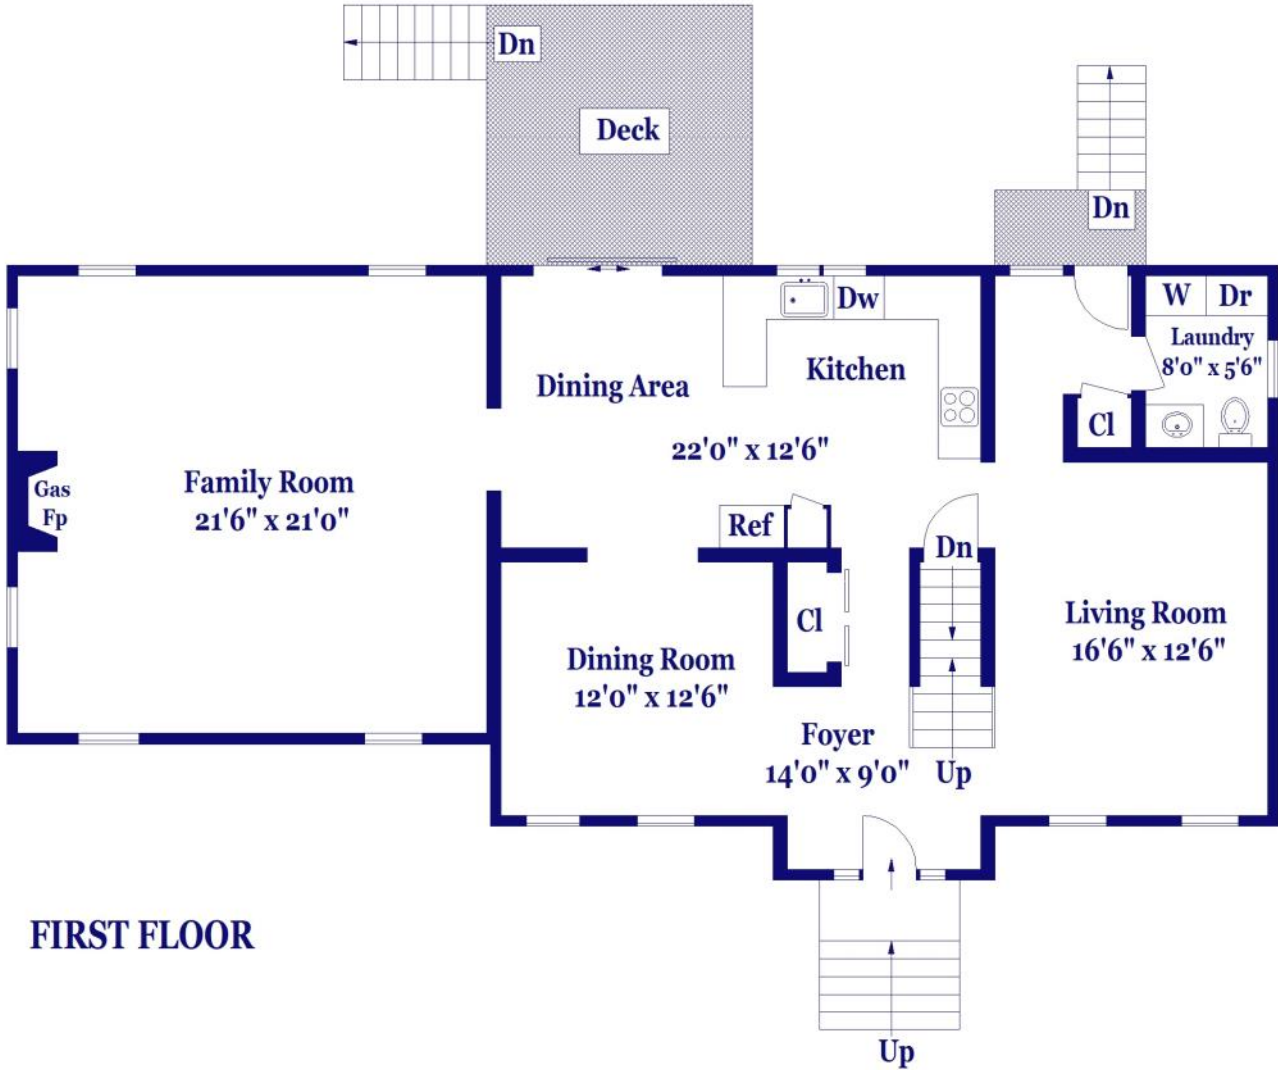 Dn
Deck
Dn
W
Dr
Dw
Laundry
8'0" x 5'6"
Kitchen
Dining Area
Cl
22'0" x 12'6"
Family Room
21'6" x 21'0"
Gas
Fp
Ref
Dn
Cl
Living Room
16'6" x 12'6"
Dining Room
12'0" x 12'6"
Foyer
14'0" x 9'0"
Up
FIRST FLOOR
Up